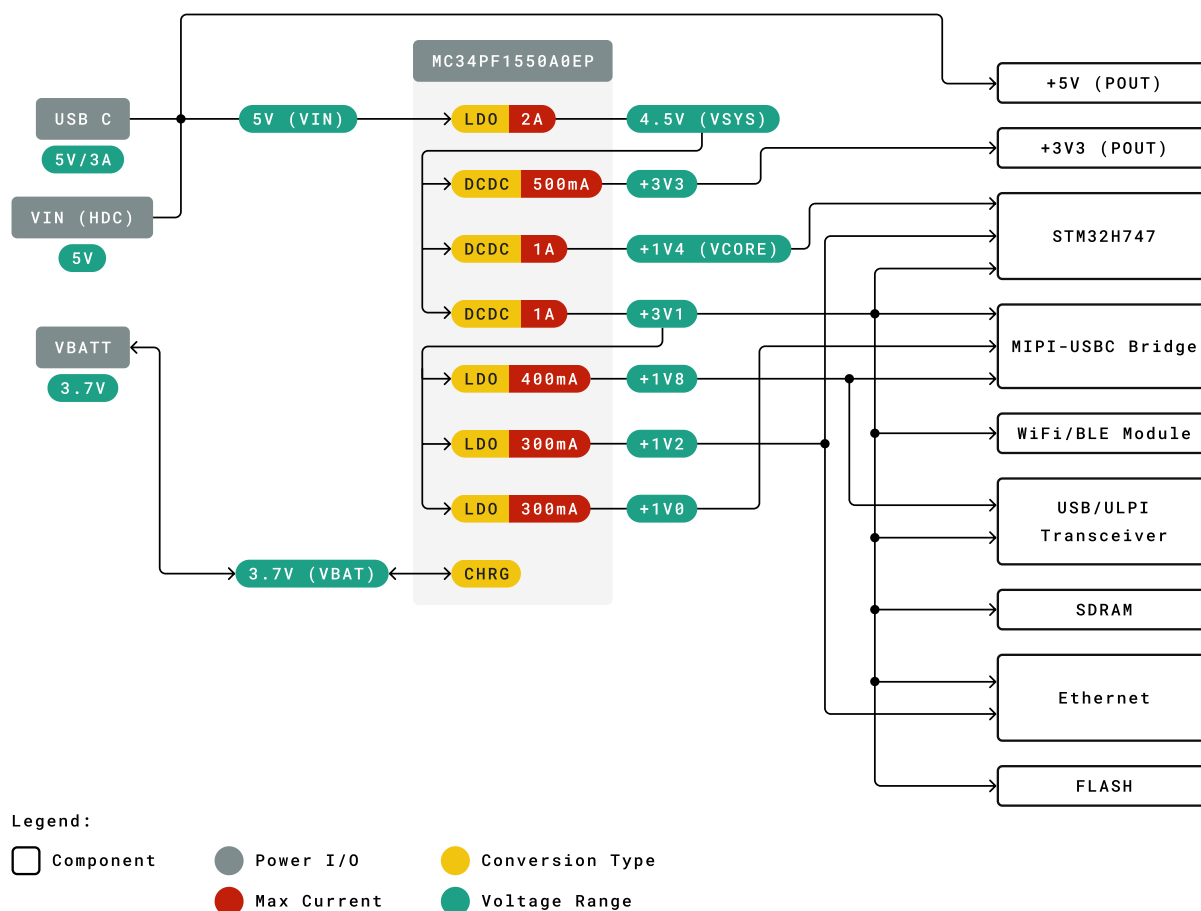 MC34PF1550A0EP
USB C
5V/3A
VIN (HDC)
5V
VBATT
3.7V
5V (VIN)
LDO 2A
4.5V (VSYS)
DCDC 500mA
+3V3
DCDC 1A
+1V4 (VCORE)
DCDC 1A
+3V1
LDO 400mA
+1V8
LDO 300mA
+1V2
LDO 300mA
+1V0
3.7V (VBAT)
CHRG
+5V (POUT)
+3V3 (POUT)
STM32H747
MIPI-USBC Bridge
WiFi/BLE Module
USB/ULPI
Transceiver
SDRAM
Ethernet
FLASH
Legend:
Component
Power I/O
Conversion Type
Max Current
Voltage Range